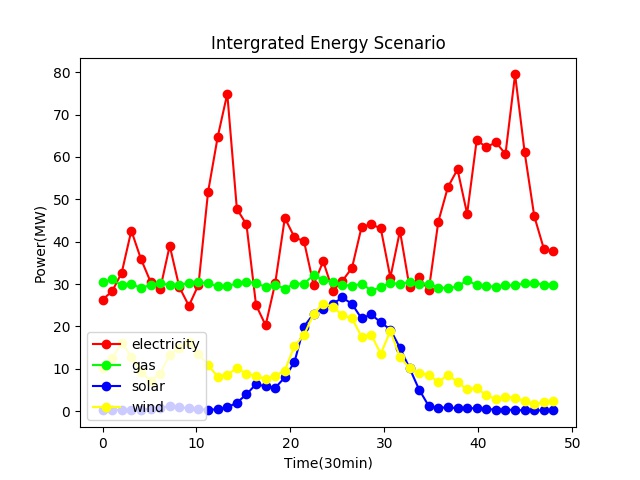 Intergrated Energy Scenario
80
70
60
50
40
30
20
10
0
Power(MW)
electricity
gas
solar
wind
0 10 20 30 40 50
Time(30min)